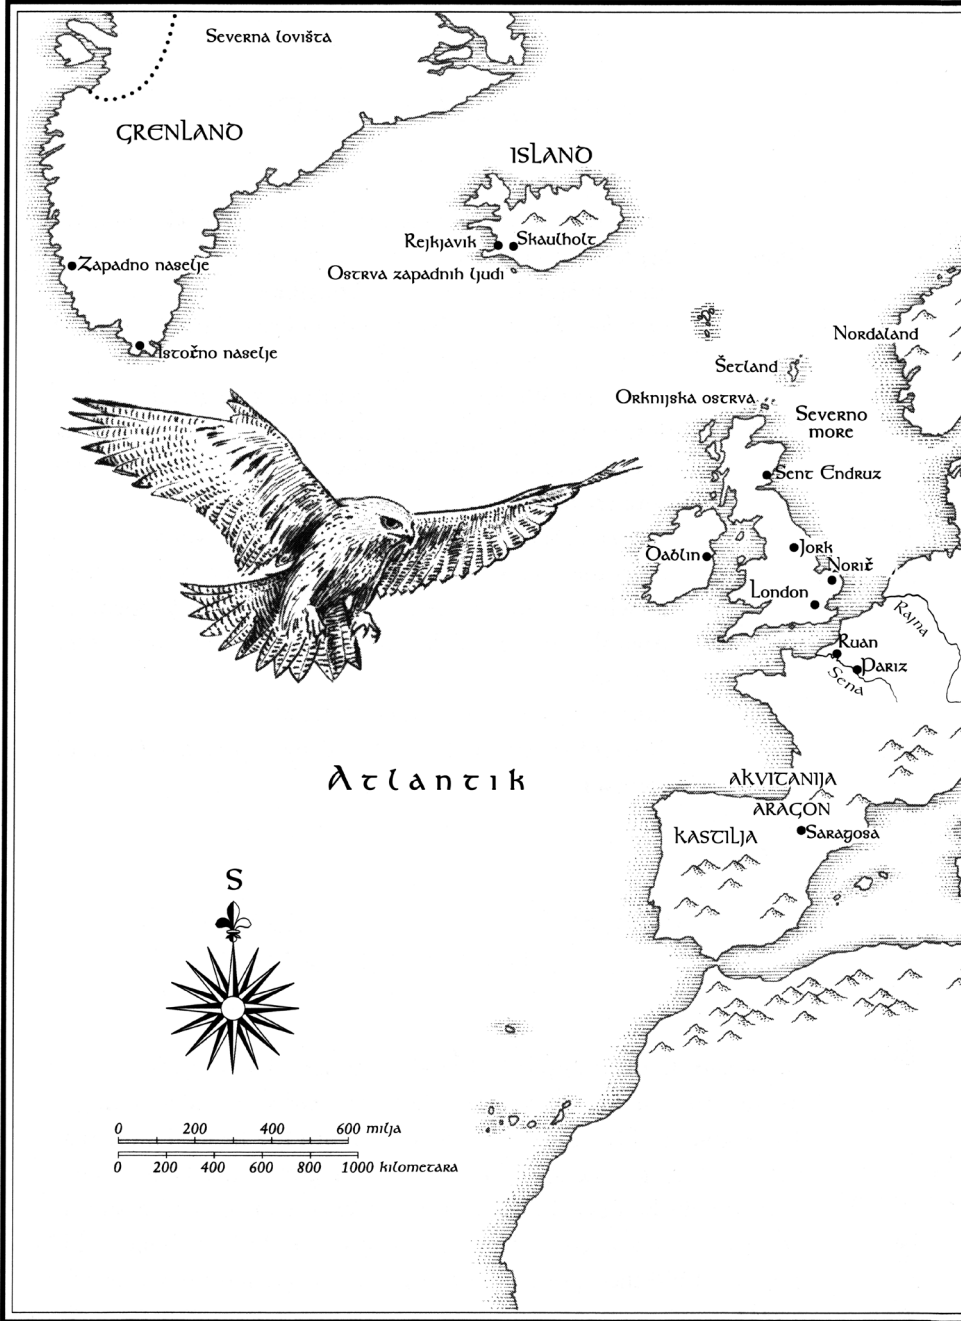 Severna lovišta
GRENLAND
ISLAND
Rejkjavik
Skaulholt
Zapadno naselje
Ostrva zapadnih ljudi
Istočno naselje
Nordaland
Šetland
Orknijska ostrva
Severno
more
Sent Endruz
Jork
Dablin
Norič
London
Rajna
Ruan
Pariz
Sena
Atlantik
AKVITANIJA
ARAGON
KASTILJA
Saragosa
S
0 200 400 600 milja
0 200 400 600 800 1000 kilometara